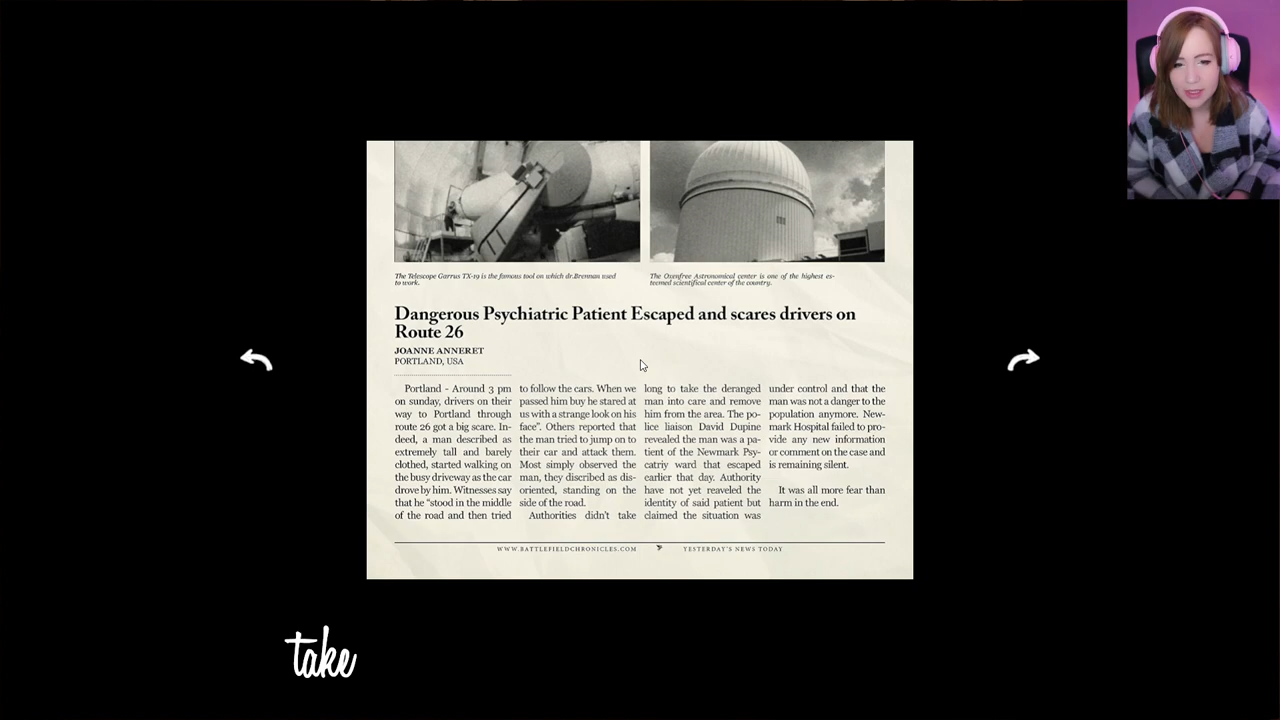 The Telescope Garrus TX-19 is the famous tool on which dr.Brennan used
to work.
The Oxenfree Astronomical center is one of the highest es-
teemed scientifical center of the country.
Dangerous Psychiatric Patient Escaped and scares drivers on
Route 26
JOANNE ANNERET
PORTLAND, USA
Portland - Around 3 pm
on sunday, drivers on their
way to Portland through
route 26 got a big scare. In-
deed, a man described as
extremely tall and barely
clothed, started walking on
the busy driveway as the car
drove by him. Witnesses say
that he “stood in the middle
of the road and then tried
to follow the cars. When we
passed him buy he stared at
us with a strange look on his
face”. Others reported that
the man tried to jump on to
their car and attack them.
Most simply observed the
man, they discribed as dis-
oriented, standing on the
side of the road.
Authorities didn’t take
long to take the deranged
man into care and remove
him from the area. The po-
lice liaison David Dupine
revealed the man was a pa-
tient of the Newmark Psy-
catriy ward that escaped
earlier that day. Authority
have not yet reaveled the
identity of said patient but
claimed the situation was
under control and that the
man was not a danger to the
population anymore. New-
mark Hospital failed to pro-
vide any new information
or comment on the case and
is remaining silent.
It was all more fear than
harm in the end.
WWW.BATTLEFIELDCHRONICLES.COM YESTERDAY’S NEWS TODAY
take